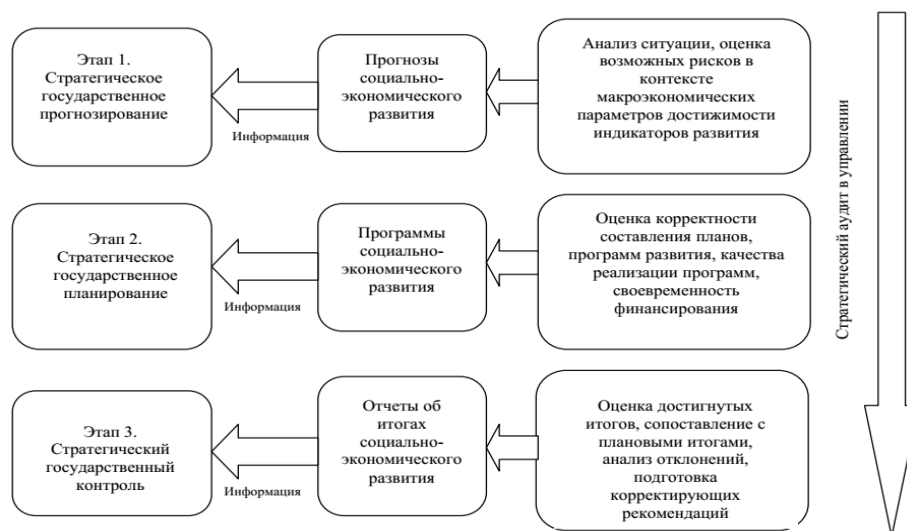 Этап 1.
Стратегическое
государственное
прогнозирование
Информация
Прогнозы
социально-
экономического
развития
Анализ ситуации, оценка
возможных рисков в
контексте
макроэкономических
параметров достижимости
индикаторов развития
Этап 2.
Стратегическое
государственное
планирование
Информация
Программы
социально-
экономического
развития
Оценка корректности
составления планов,
программ развития, качества
реализации программ,
своевременность
финансирования
Этап 3.
Стратегический
государственный
контроль
Информация
Отчеты об
итогах
социально-
экономического
развития
Оценка достигнутых
итогов, сопоставление с
плановыми итогами,
анализ отклонений,
подготовка
корректирующих
рекомендаций
Стратегический аудит в управлении